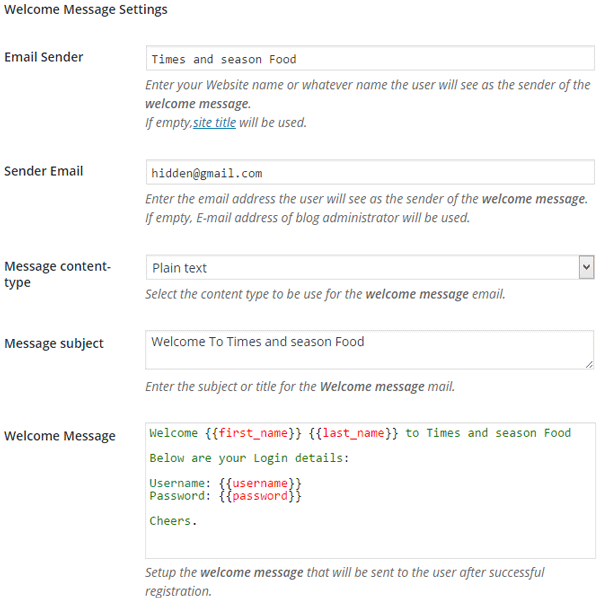 Welcome Message Settings
Email Sender
Times and season Food
Enter your Website name or whatever name the user will see as the sender of the
welcome message.
If empty,site title will be used.
Sender Email
hidden@gmail.com
Enter the email address the user will see as the sender of the welcome message.
If empty, E-mail address of blog administrator will be used.
Message content-
type
Plain text
Select the content type to be use for the welcome message email.
Message subject
Welcome To Times and season Food
Enter the subject or title for the Welcome message mail.
Welcome Message
Welcome {{first_name}} {{last_name}} to Times and season Food
Below are your Login details:
Username: {{username}}
Password: {{password}}
Cheers.
Setup the welcome message that will be sent to the user after successful
registration.